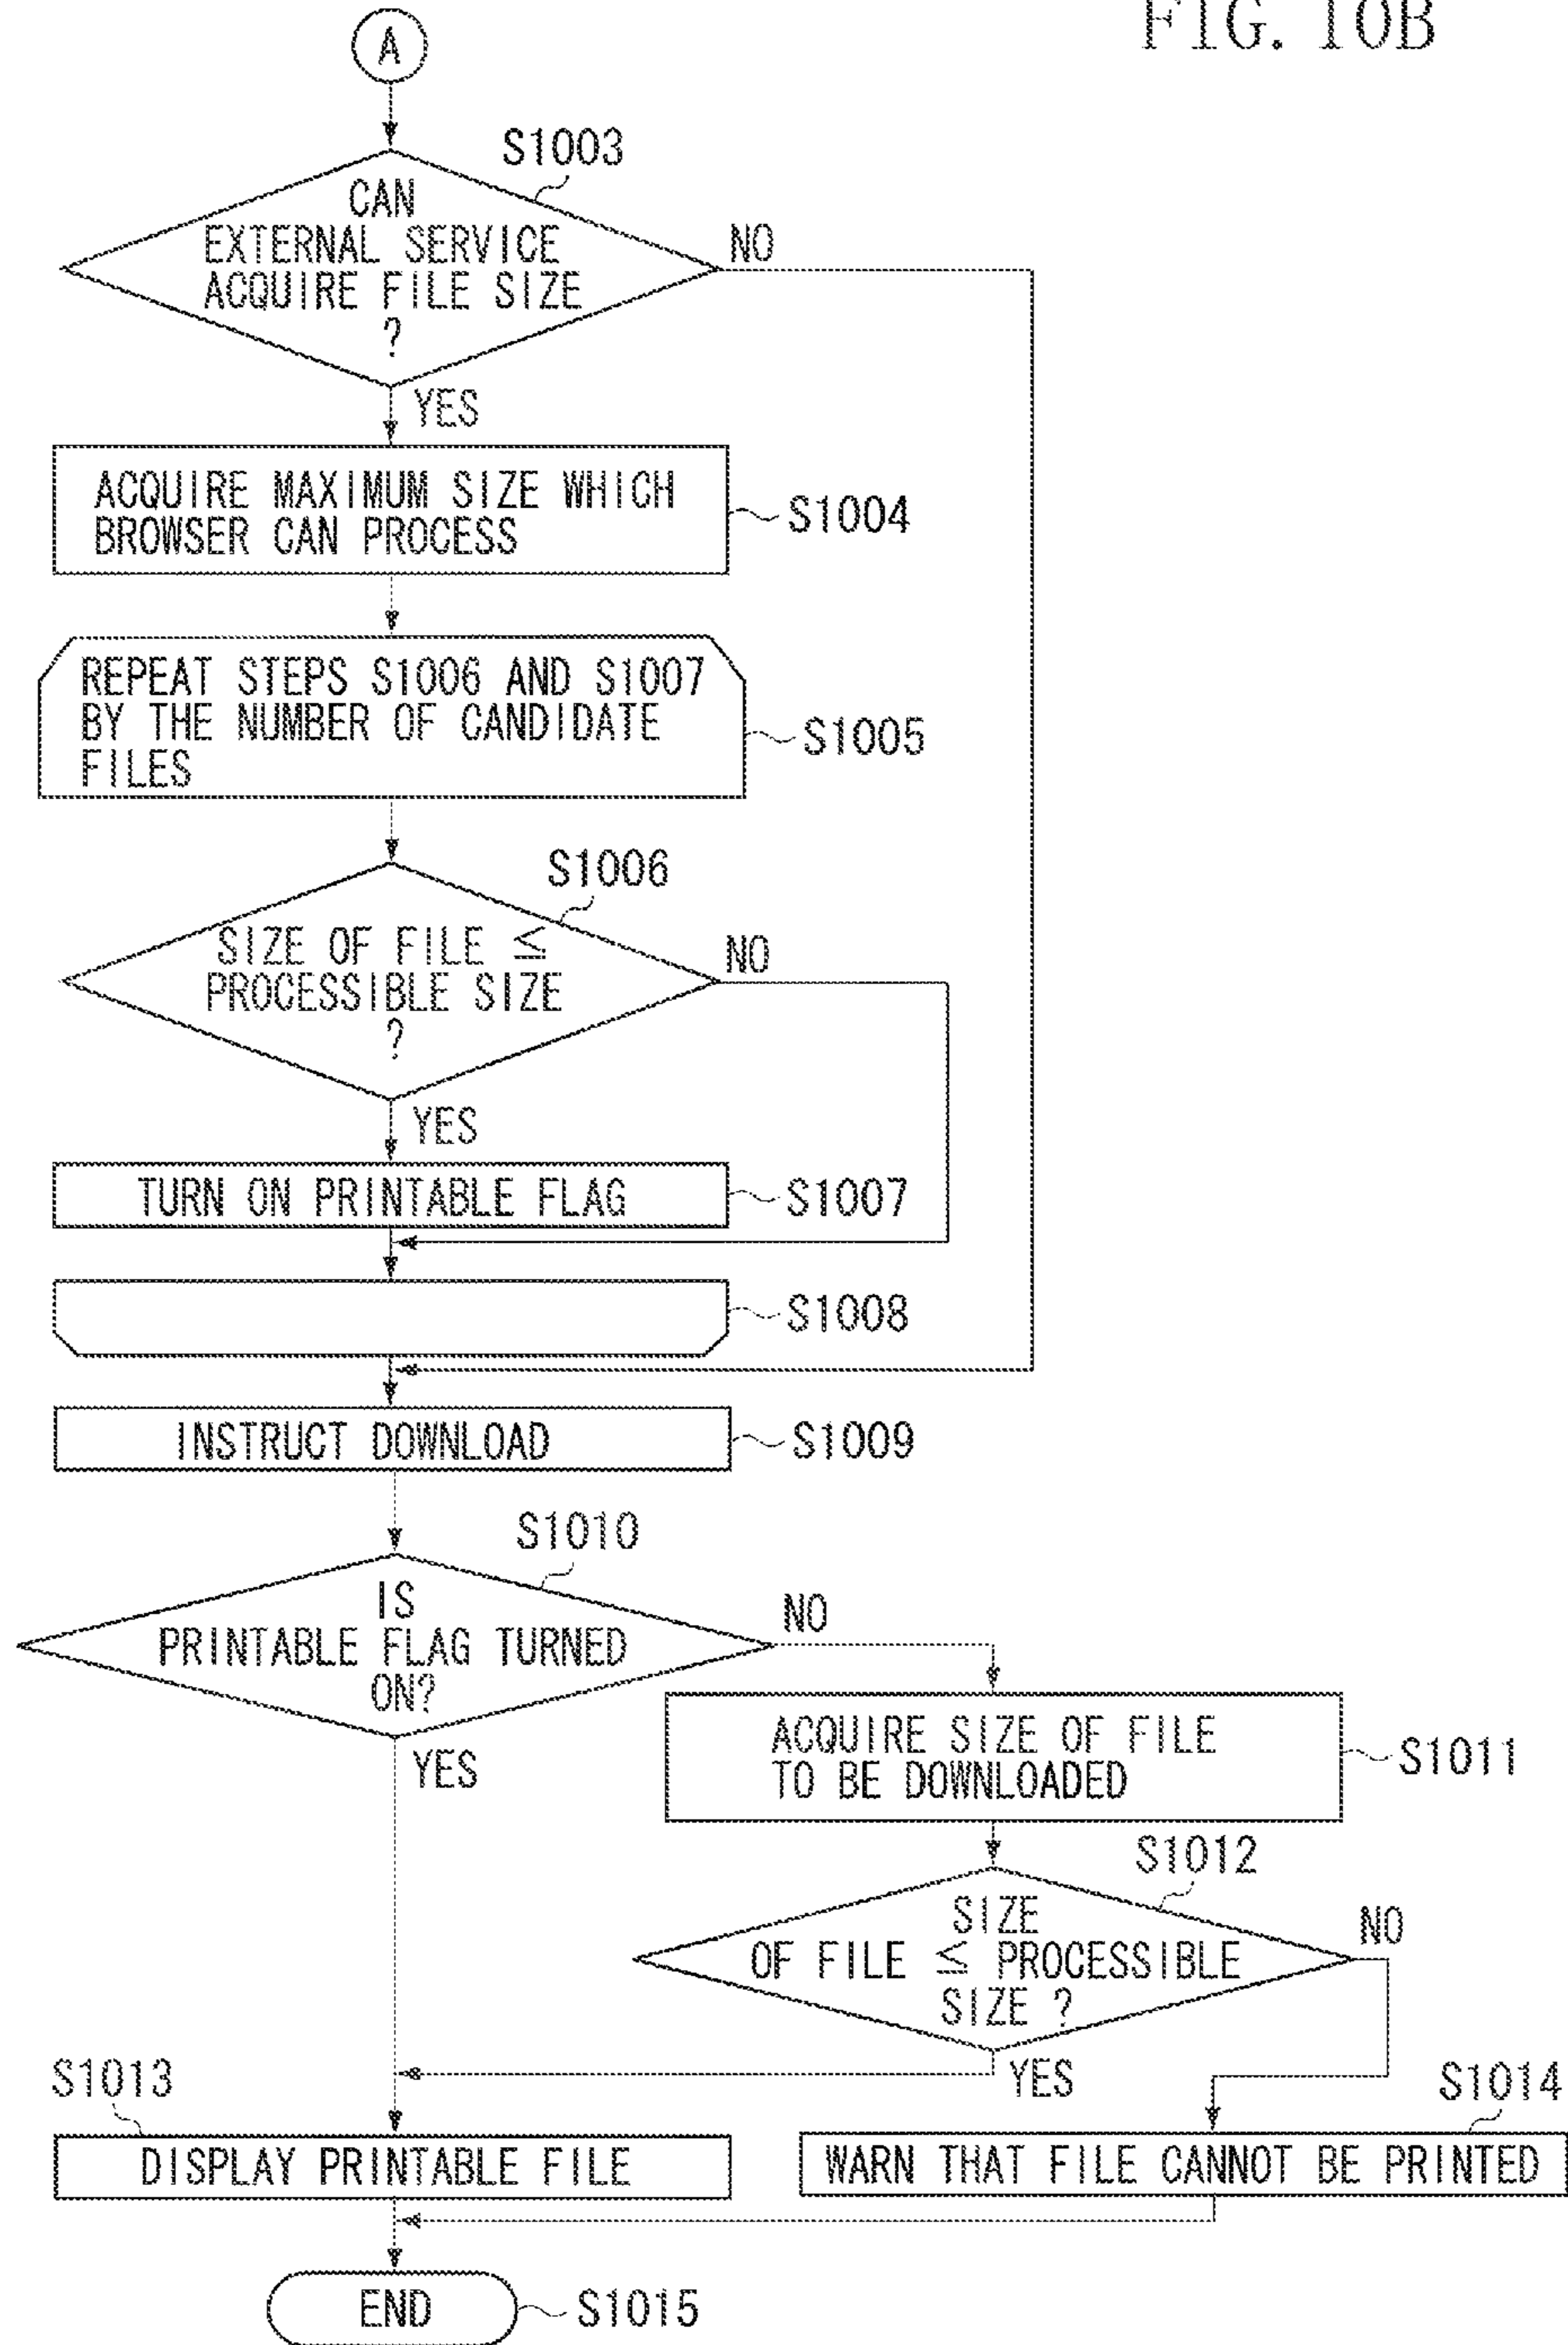 FIG. 10B
A
S1003
CAN
EXTERNAL SERVICE
ACQUIRE FILE SIZE
?
NO
YES
ACQUIRE MAXIMUM SIZE WHICH
BROWSER CAN PROCESS
S1004
REPEAT STEPS S1006 AND S1007
BY THE NUMBER OF CANDIDATE
FILES
S1005
S1006
SIZE OF FILE ≦
PROCESSIBLE SIZE
?
NO
YES
TURN ON PRINTABLE FLAG
S1007
S1008
INSTRUCT DOWNLOAD
S1009
S1010
IS
PRINTABLE FLAG TURNED
ON?
NO
YES
ACQUIRE SIZE OF FILE
TO BE DOWNLOADED
S1011
S1012
SIZE
OF FILE ≦ PROCESSIBLE
SIZE ?
NO
YES
S1013
DISPLAY PRINTABLE FILE
S1014
WARN THAT FILE CANNOT BE PRINTED
END
S1015